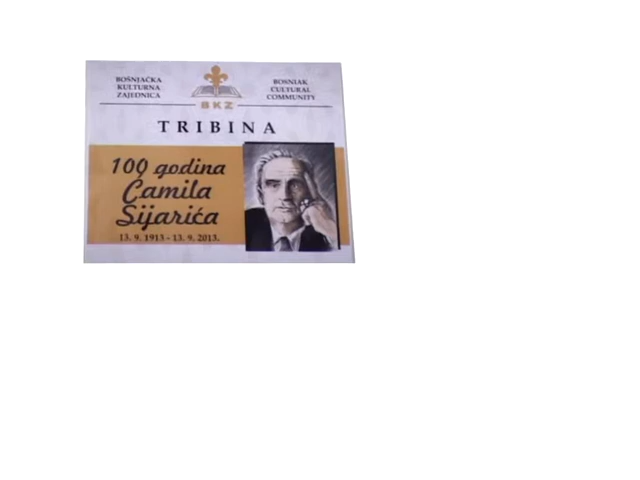 BOŠNJAČKA
KULTURNA
ZAJEDNICA
BKZ
BOSNIAK
CULTURAL
COMMUNITY
TRIBINA
100 godina
Ćamila
Sijarića
13. 9. 1913 - 13. 9. 2013.